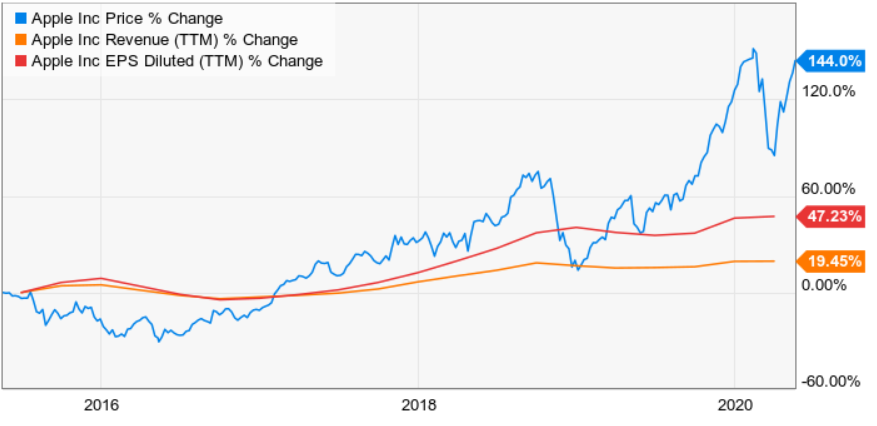 Apple Inc Price % Change
Apple Inc Revenue (TTM) % Change
Apple Inc EPS Diluted (TTM) % Change
144.0%
120.0%
60.00%
47.23%
19.45%
0.00%
-60.00%
2016 2018 2020